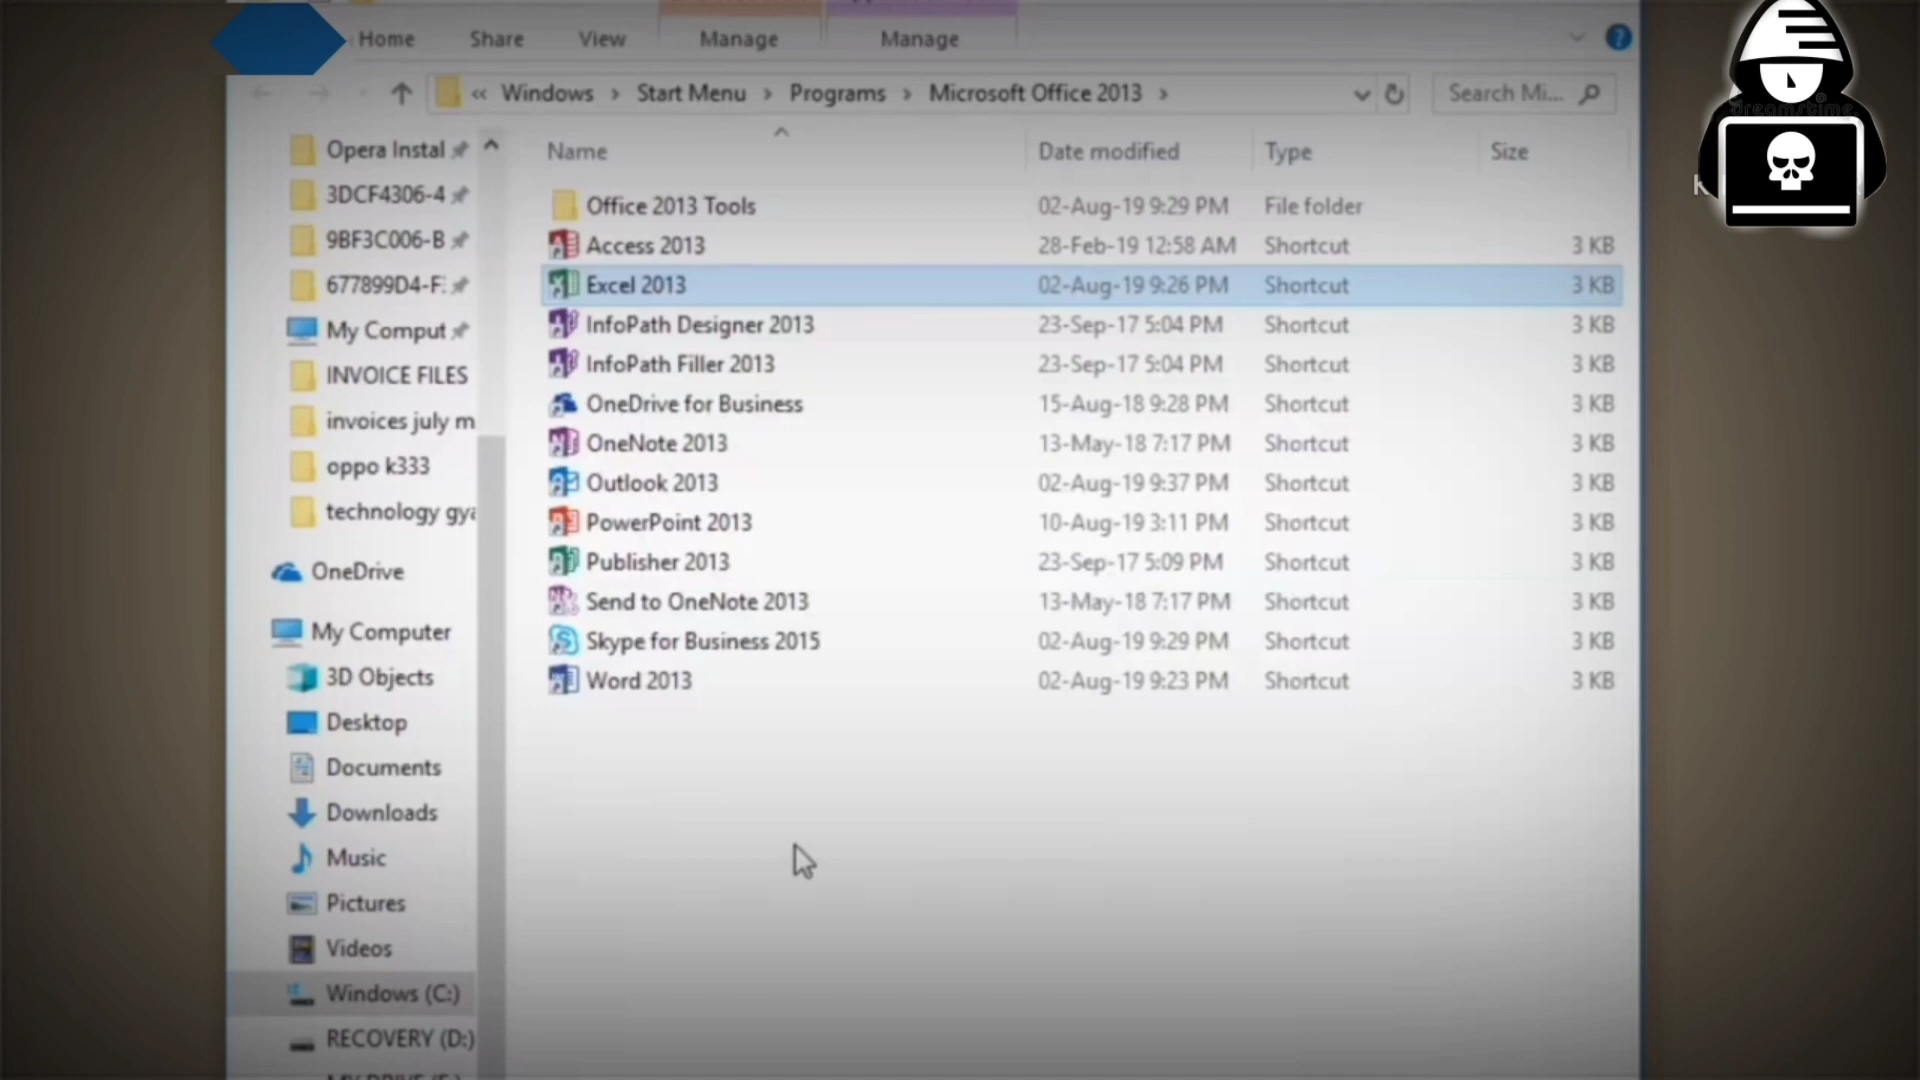 Home Share View Manage Manage
« Windows › Start Menu › Programs › Microsoft Office 2013 › Search Mi...
Name Date modified Type Size
Opera Instal
3DCF4306-4
9BF3C006-B
677899D4-F
My Comput
INVOICE FILES
invoices july m
oppo k333
technology gya
OneDrive
My Computer
3D Objects
Desktop
Documents
Downloads
Music
Pictures
Videos
Windows (C:)
RECOVERY (D:)
Office 2013 Tools 02-Aug-19 9:29 PM File folder
Access 2013 28-Feb-19 12:58 AM Shortcut 3 KB
Excel 2013 02-Aug-19 9:26 PM Shortcut 3 KB
InfoPath Designer 2013 23-Sep-17 5:04 PM Shortcut 3 KB
InfoPath Filler 2013 23-Sep-17 5:04 PM Shortcut 3 KB
OneDrive for Business 15-Aug-18 9:28 PM Shortcut 3 KB
OneNote 2013 13-May-18 7:17 PM Shortcut 3 KB
Outlook 2013 02-Aug-19 9:37 PM Shortcut 3 KB
PowerPoint 2013 10-Aug-19 3:11 PM Shortcut 3 KB
Publisher 2013 23-Sep-17 5:09 PM Shortcut 3 KB
Send to OneNote 2013 13-May-18 7:17 PM Shortcut 3 KB
Skype for Business 2015 02-Aug-19 9:29 PM Shortcut 3 KB
Word 2013 02-Aug-19 9:23 PM Shortcut 3 KB
dreamstime